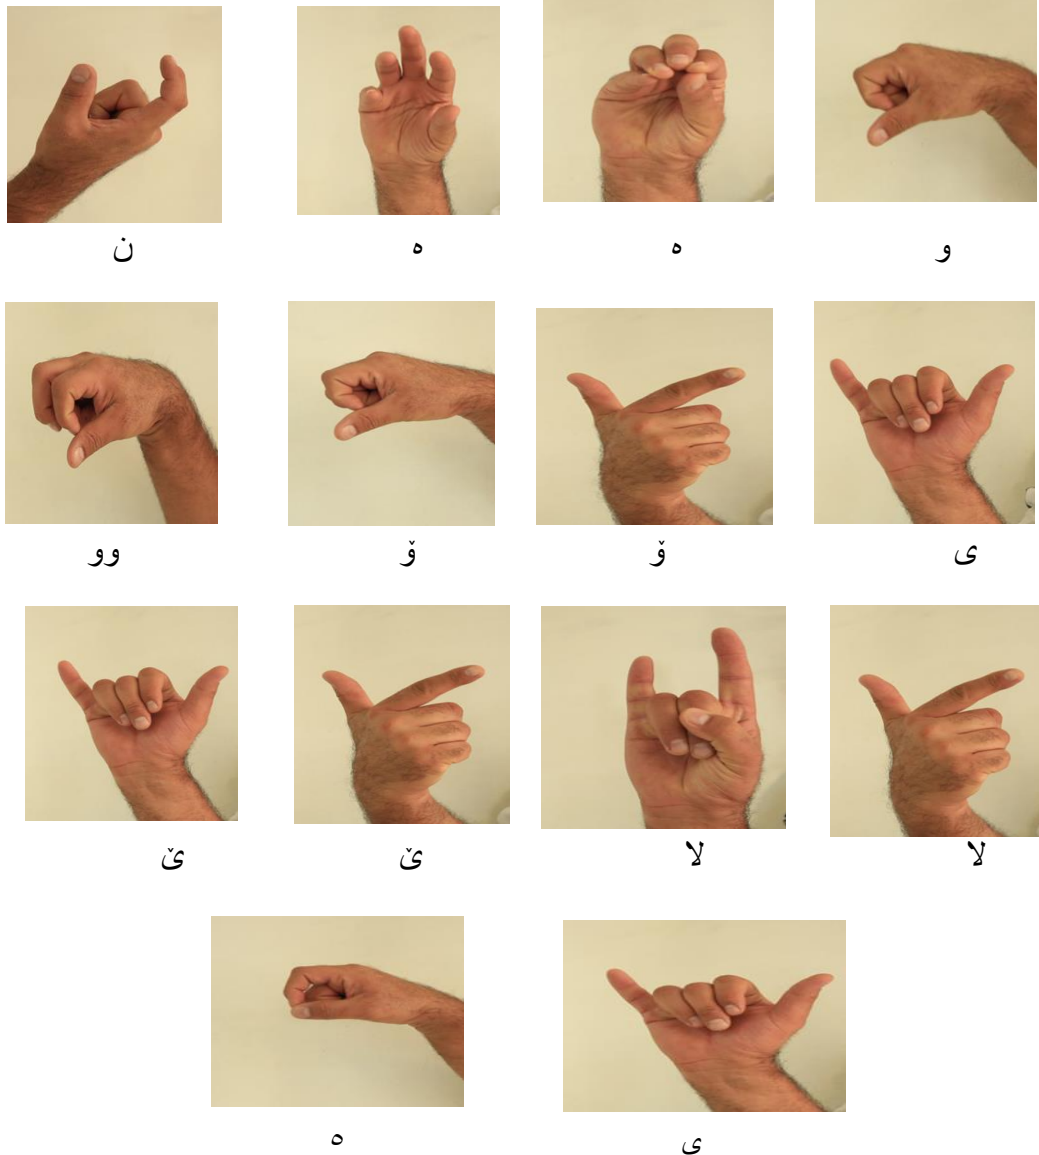 ن ه ه و
وو ۆ ۆ ی
ێ ێ لا لا
ه ی